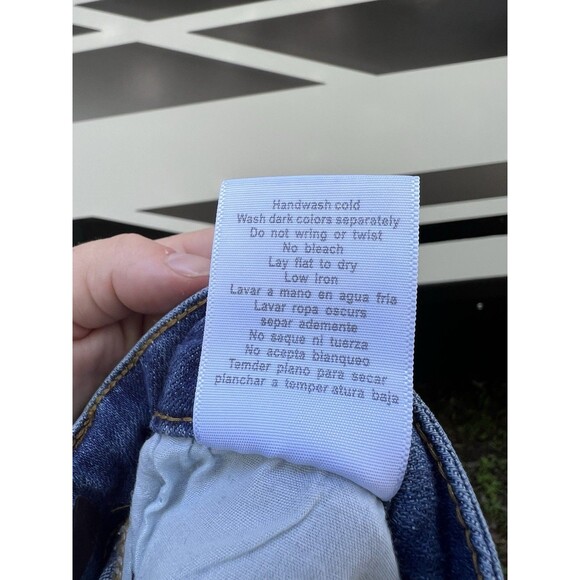 Handwash cold
Wash dark colors separately
Do not wring or twist
No bleach
Lay flat to dry
Low iron
Lavar a mano en agua fria
Lavar ropa oscurs
separ ademente
No saque ni tuerza
No acepta blanqueo
Temder plano para secar
planchar a temper atura baja